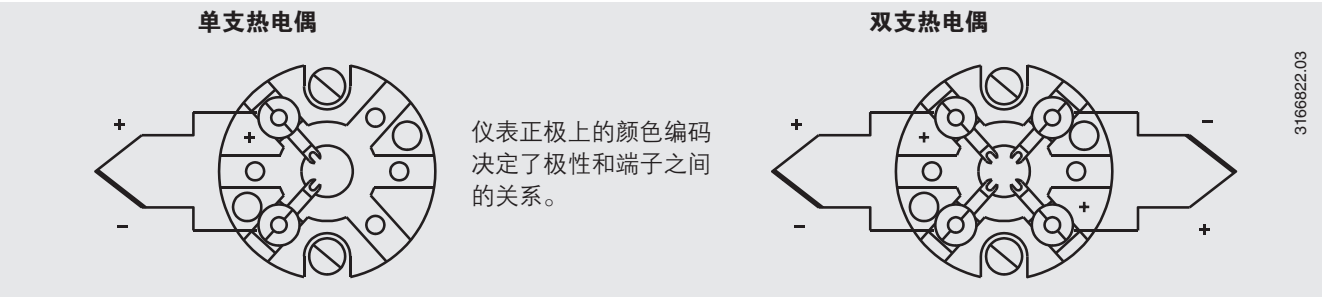 单支热电偶
+
+
−
仪表正极上的颜色编码
决定了极性和端子之间
的关系。
双支热电偶
+
+
−
−
+
+
3166822.03